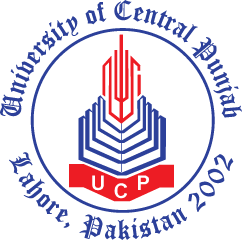 University of Central Punjab
UCP
Lahore, Pakistan 2002